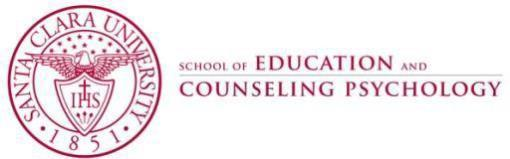 SANTA CLARA UNIVERSITY
IHS
1851
SCHOOL OF EDUCATION AND
COUNSELING PSYCHOLOGY